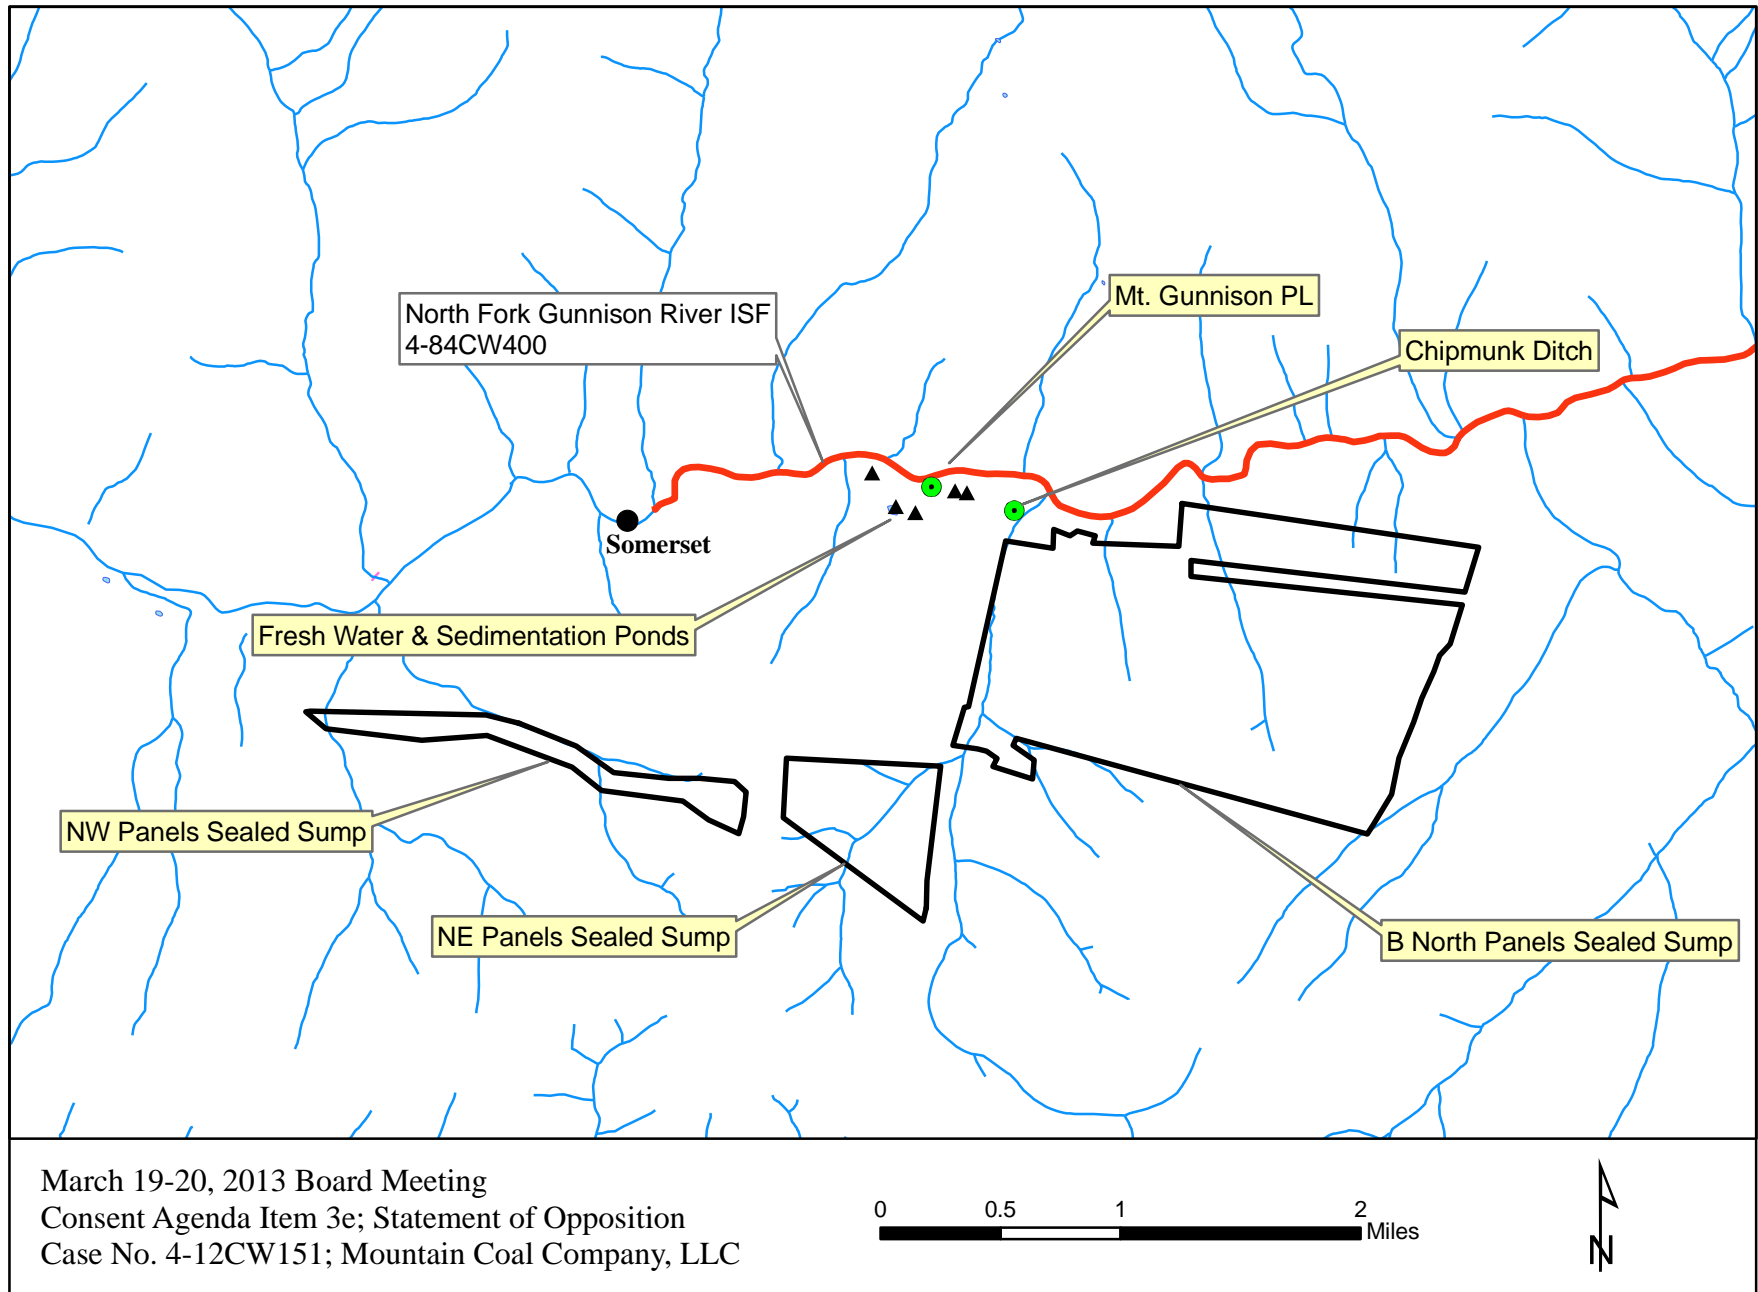 North Fork Gunnison River ISF
4-84CW400
Mt. Gunnison PL
Chipmunk Ditch
Somerset
Fresh Water & Sedimentation Ponds
NW Panels Sealed Sump
NE Panels Sealed Sump
B North Panels Sealed Sump
March 19-20, 2013 Board Meeting
Consent Agenda Item 3e; Statement of Opposition
Case No. 4-12CW151; Mountain Coal Company, LLC
0 0.5 1 2
Miles
N